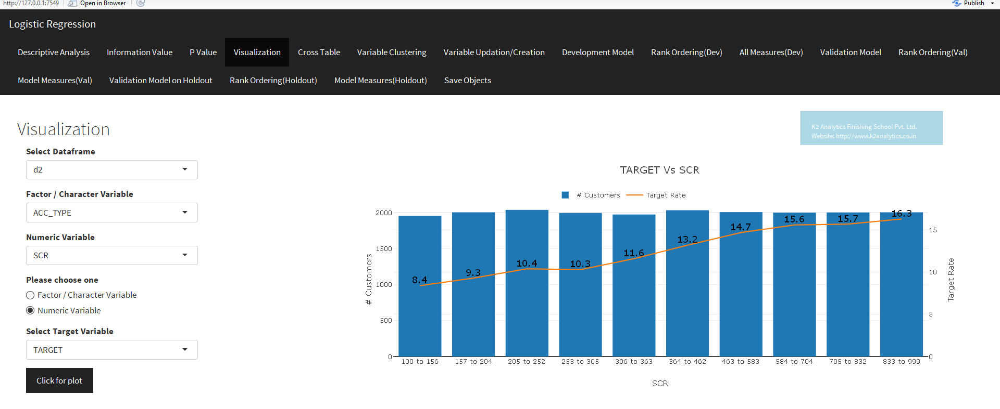 http://127.0.0.1:7549 Open in Browser Publish
Logistic Regression
Descriptive Analysis Information Value P Value Visualization Cross Table Variable Clustering Variable Updation/Creation Development Model Rank Ordering(Dev) All Measures(Dev) Validation Model Rank Ordering(Val)
Model Measures(Val) Validation Model on Holdout Rank Ordering(Holdout) Model Measures(Holdout) Save Objects
K2 Analytics Finishing School Pvt. Ltd.
Website: http://www.k2analytics.co.in
Visualization
Select Dataframe
d2
Factor / Character Variable
ACC_TYPE
Numeric Variable
SCR
Please choose one
Factor / Character Variable
Numeric Variable
Select Target Variable
TARGET
Click for plot
TARGET Vs SCR
# Customers Target Rate
2000
1500
1000
500
0
# Customers
8.4 9.3 10.4 10.3 11.6 13.2 14.7 15.6 15.7 16.3
15
10
5
0
Target Rate
100 to 156 157 to 204 205 to 252 253 to 305 306 to 363 364 to 462 463 to 583 584 to 704 705 to 832 833 to 999
SCR